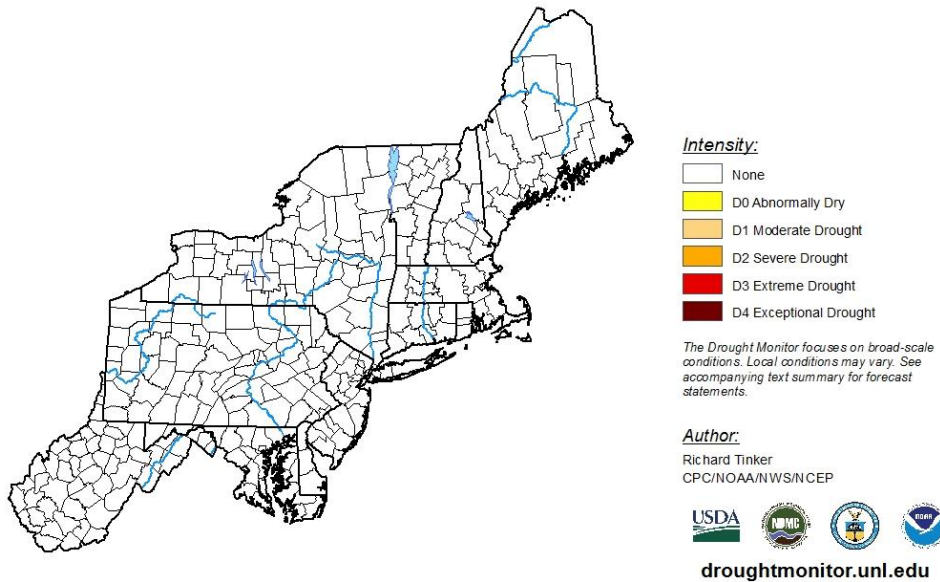 Intensity:
None
D0 Abnormally Dry
D1 Moderate Drought
D2 Severe Drought
D3 Extreme Drought
D4 Exceptional Drought
The Drought Monitor focuses on broad-scale
conditions. Local conditions may vary. See
accompanying text summary for forecast
statements.
Author:
Richard Tinker
CPC/NOAA/NWS/NCEP
USDA
NDMC
NOAA
droughtmonitor.unl.edu